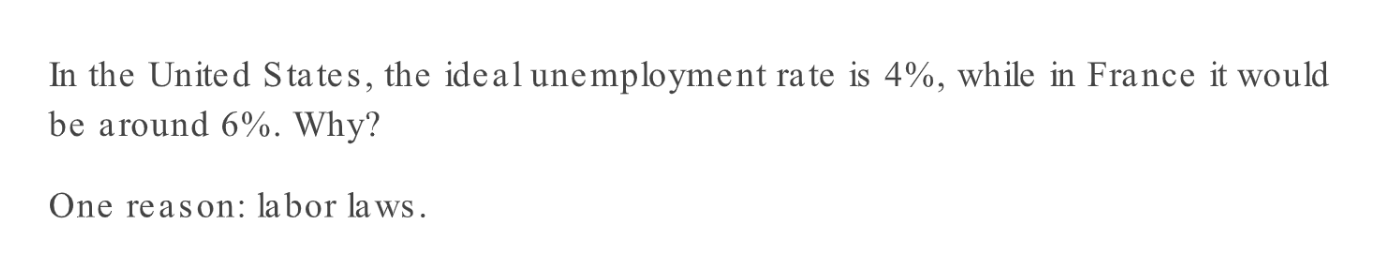 In the United States, the ideal unemployment rate is 4%, while in France it would
be around 6%. Why?
One reason: labor laws.